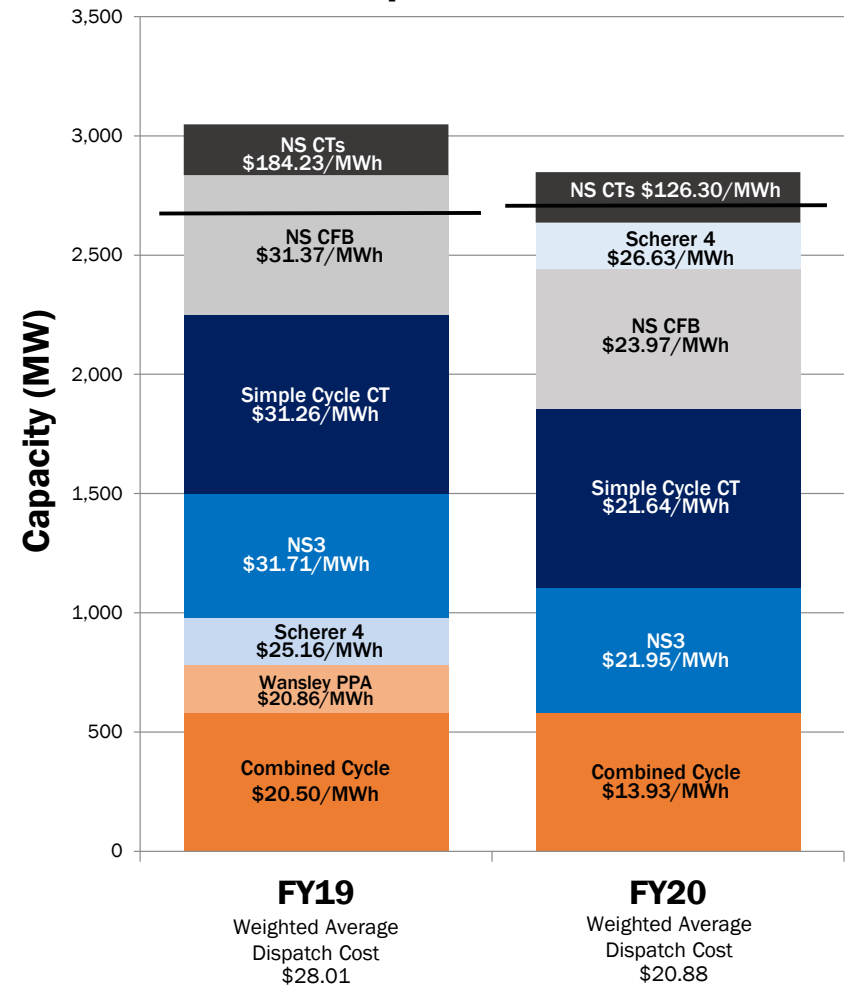 3,500
3,000
2,500
2,000
1,500
1,000
500
0
Capacity (MW)
NS CTs
$184.23/MWh
NS CFB
$31.37/MWh
Simple Cycle CT
$31.26/MWh
NS3
$31.71/MWh
Scherer 4
$25.16/MWh
Wansley PPA
$20.86/MWh
Combined Cycle
$20.50/MWh
NS CTs $126.30/MWh
Scherer 4
$26.63/MWh
NS CFB
$23.97/MWh
Simple Cycle CT
$21.64/MWh
NS3
$21.95/MWh
Combined Cycle
$13.93/MWh
FY19
Weighted Average
Dispatch Cost
$28.01
FY20
Weighted Average
Dispatch Cost
$20.88